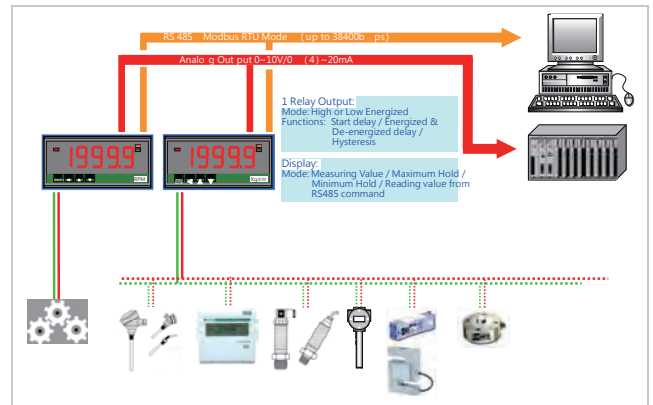 RS 485 Modbus RTU Mode (up to 38400b ps)
Analo g Out put 0~10V/0 (4) ~20mA
1 Relay Output:
Mode: High or Low Energized
Functions: Start delay / Energized &
De-energized delay /
Hysteresis
Display:
Mode: Measuring Value / Maximum Hold /
Minimum Hold / Reading value from
RS485 command
1999.9
RPM
1999.9
Kg/cm